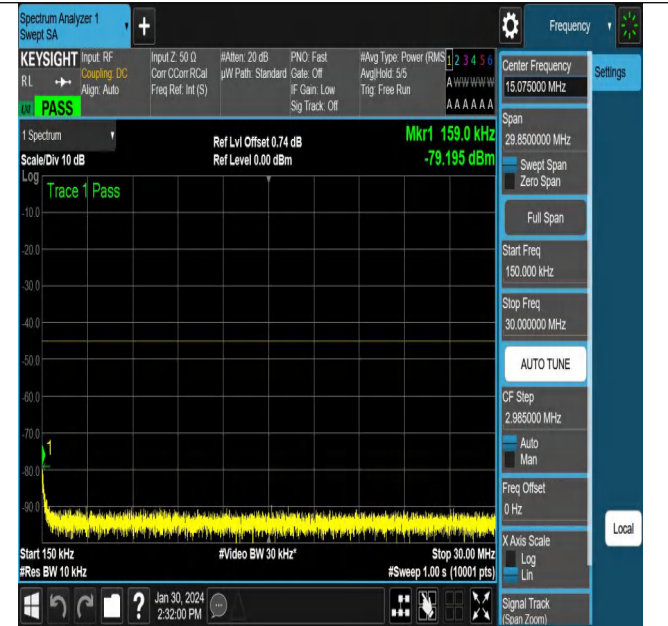 Spectrum Analyzer 1
Swept SA
+
Frequency
KEYSIGHT
RL
LXI
PASS
Input: RF
Coupling: DC
Align: Auto
Input Z: 50 Ω
Corr CCorr RCal
Freq Ref: Int (S)
#Atten: 20 dB
µW Path: Standard
PNO: Fast
Gate: Off
IF Gain: Low
Sig Track: Off
#Avg Type: Power (RMS
Avg|Hold: 5/5
Trig: Free Run
1 2 3 4 5 6
A W W W W W
A A A A A A
1 Spectrum
Scale/Div 10 dB
Ref Lvl Offset 0.74 dB
Ref Level 0.00 dBm
Mkr1 159.0 kHz
-79.195 dBm
Log
Trace 1 Pass
-10.0
-20.0
-30.0
-40.0
-50.0
-60.0
-70.0
1
-80.0
-90.0
Start 150 kHz
#Video BW 30 kHz*
Stop 30.00 MHz
#Res BW 10 kHz
#Sweep 1.00 s (10001 pts)
?
Jan 30, 2024
2:32:00 PM
Center Frequency
15.075000 MHz
Settings
Span
29.8500000 MHz
Swept Span
Zero Span
Full Span
Start Freq
150.000 kHz
Stop Freq
30.000000 MHz
AUTO TUNE
CF Step
2.985000 MHz
Auto
Man
Freq Offset
0 Hz
Local
X Axis Scale
Log
Lin
Signal Track
(Span Zoom)